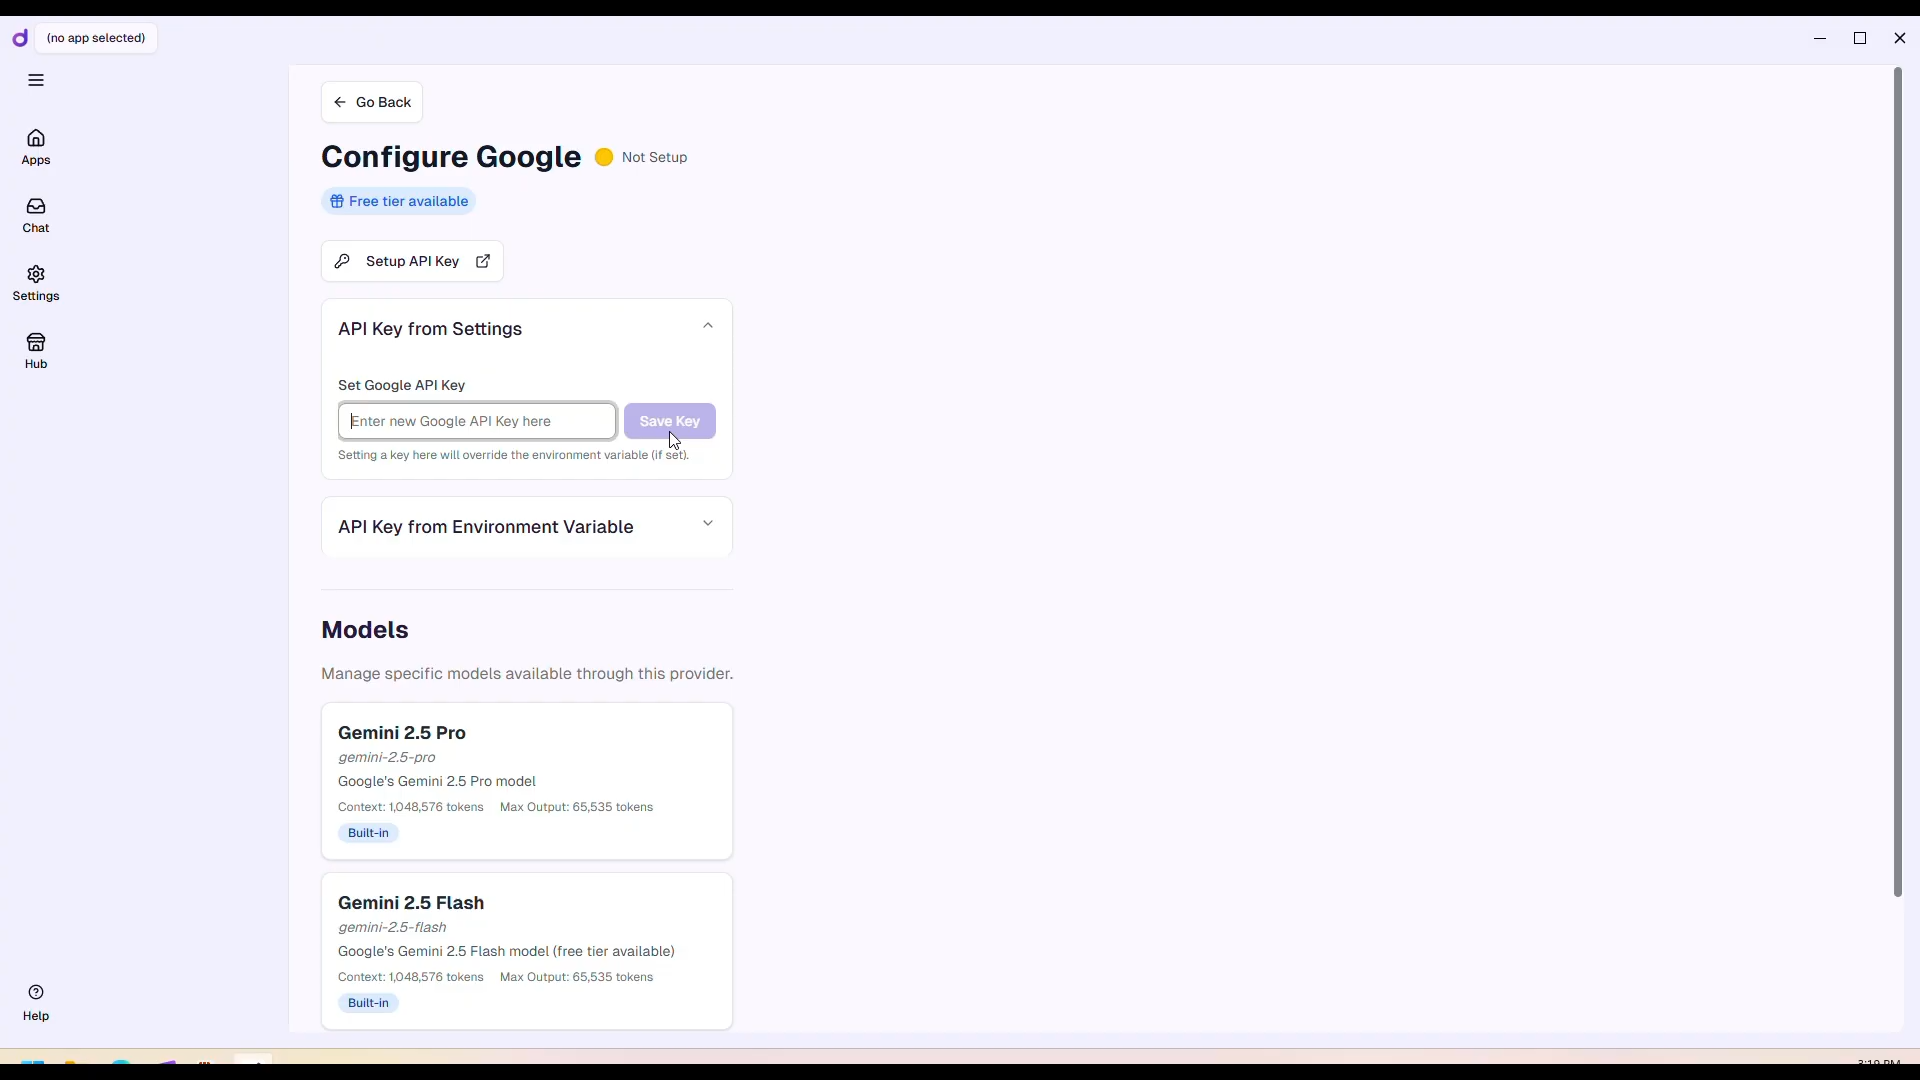 (no app selected)
Apps
Chat
Settings
Hub
Help
Go Back
Configure Google
Not Setup
Free tier available
Setup API Key
API Key from Settings
Set Google API Key
Enter new Google API Key here
Save Key
Setting a key here will override the environment variable (if set).
API Key from Environment Variable
Models
Manage specific models available through this provider.
Gemini 2.5 Pro
gemini-2.5-pro
Google's Gemini 2.5 Pro model
Context: 1,048,576 tokens Max Output: 65,535 tokens
Built-in
Gemini 2.5 Flash
gemini-2.5-flash
Google's Gemini 2.5 Flash model (free tier available)
Context: 1,048,576 tokens Max Output: 65,535 tokens
Built-in